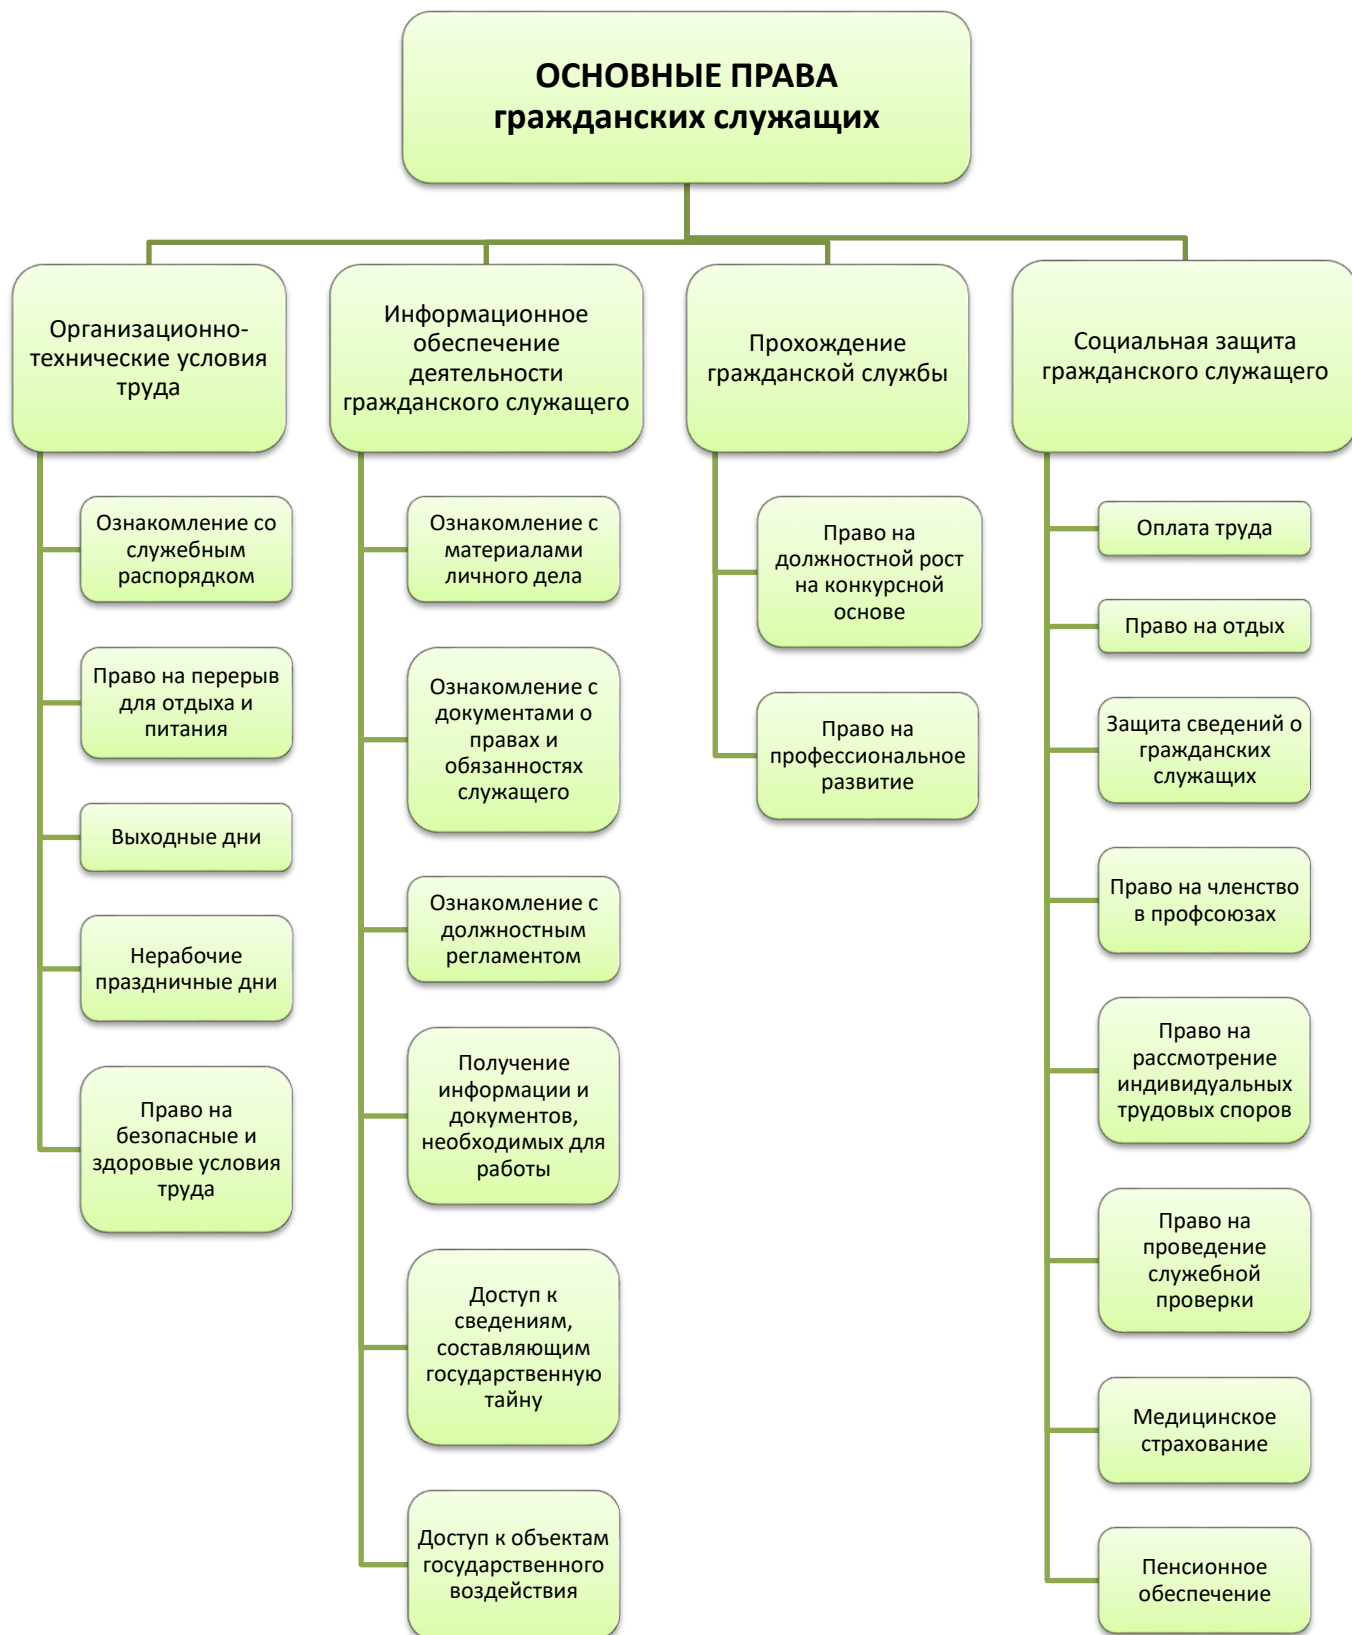 ОСНОВНЫЕ ПРАВА
гражданских служащих
Организационно-
технические условия
труда
Ознакомление со
служебным
распорядком
Право на перерыв
для отдыха и
питания
Выходные дни
Нерабочие
праздничные дни
Право на
безопасные и
здоровые условия
труда
Информационное
обеспечение
деятельности
гражданского служащего
Ознакомление с
материалами
личного дела
Ознакомление с
документами о
правах и
обязанностях
служащего
Ознакомление с
должностным
регламентом
Получение
информации и
документов,
необходимых для
работы
Доступ к
сведениям,
составляющим
государственную
тайну
Доступ к объектам
государственного
воздействия
Прохождение
гражданской службы
Право на
должностной рост
на конкурсной
основе
Право на
профессиональное
развитие
Социальная защита
гражданского служащего
Оплата труда
Право на отдых
Защита сведений о
гражданских
служащих
Право на членство
в профсоюзах
Право на
рассмотрение
индивидуальных
трудовых споров
Право на
проведение
служебной
проверки
Медицинское
страхование
Пенсионное
обеспечение